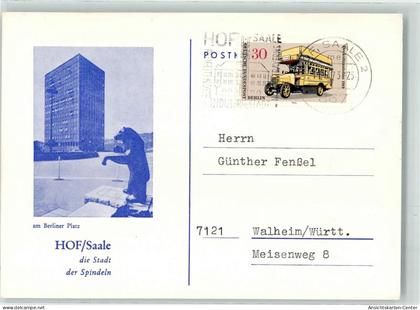 HOF SAALE
POSTK
30
SAALE 2
BERLIN
Herrn
Günther Fenßel
am Berliner Platz
7121 Walheim/Württ.
HOF/Saale
die Stadt
Meisenweg 8
der Spindeln
Ansichtskarten-Center